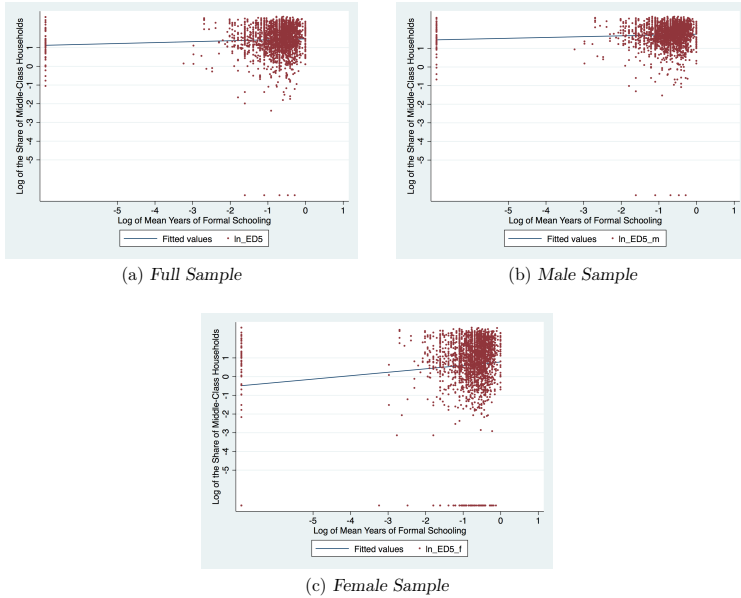 Log of the Share of Middle-Class Households
1
0
-1
-2
-3
-4
-5
-5 -4 -3 -2 -1 0 1
Log of Mean Years of Formal Schooling
Fitted values ln_ED5
(a) Full Sample
Log of the Share of Middle-Class Households
1
0
-1
-2
-3
-4
-5
-5 -4 -3 -2 -1 0 1
Log of Mean Years of Formal Schooling
Fitted values ln_ED5_m
(b) Male Sample
Log of the Share of Middle-Class Households
1
0
-1
-2
-3
-4
-5
-5 -4 -3 -2 -1 0 1
Log of Mean Years of Formal Schooling
Fitted values ln_ED5_f
(c) Female Sample